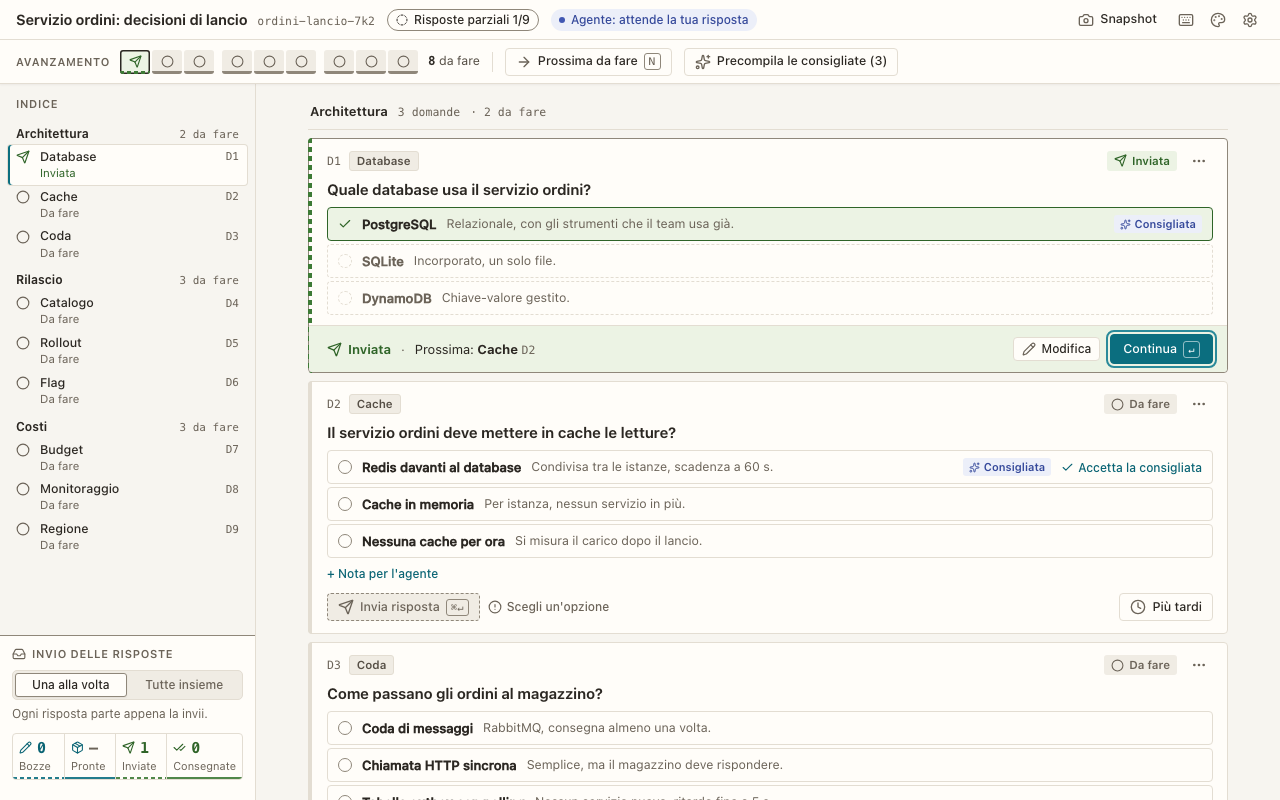 Servizio ordini: decisioni di lancio ordini-lancio-7k2 Risposte parziali 1/9 Agente: attende la tua risposta Snapshot
AVANZAMENTO 8 da fare Prossima da fare N Precompila le consigliate (3)
INDICE
Architettura 2 da fare
Database D1
Inviata
Cache D2
Da fare
Coda D3
Da fare
Rilascio 3 da fare
Catalogo D4
Da fare
Rollout D5
Da fare
Flag D6
Da fare
Costi 3 da fare
Budget D7
Da fare
Monitoraggio D8
Da fare
Regione D9
Da fare
INVIO DELLE RISPOSTE
Una alla volta Tutte insieme
Ogni risposta parte appena la invii.
0 – 1 0
Bozze Pronte Inviate Consegnate
Architettura 3 domande · 2 da fare
D1 Database Inviata
Quale database usa il servizio ordini?
PostgreSQL Relazionale, con gli strumenti che il team usa già. Consigliata
SQLite Incorporato, un solo file.
DynamoDB Chiave-valore gestito.
Inviata · Prossima: Cache D2 Modifica Continua ↵
D2 Cache Da fare
Il servizio ordini deve mettere in cache le letture?
Redis davanti al database Condivisa tra le istanze, scadenza a 60 s. Consigliata Accetta la consigliata
Cache in memoria Per istanza, nessun servizio in più.
Nessuna cache per ora Si misura il carico dopo il lancio.
+ Nota per l'agente
Invia risposta ⌘↵ Scegli un'opzione Più tardi
D3 Coda Da fare
Come passano gli ordini al magazzino?
Coda di messaggi RabbitMQ, consegna almeno una volta.
Chiamata HTTP sincrona Semplice, ma il magazzino deve rispondere.